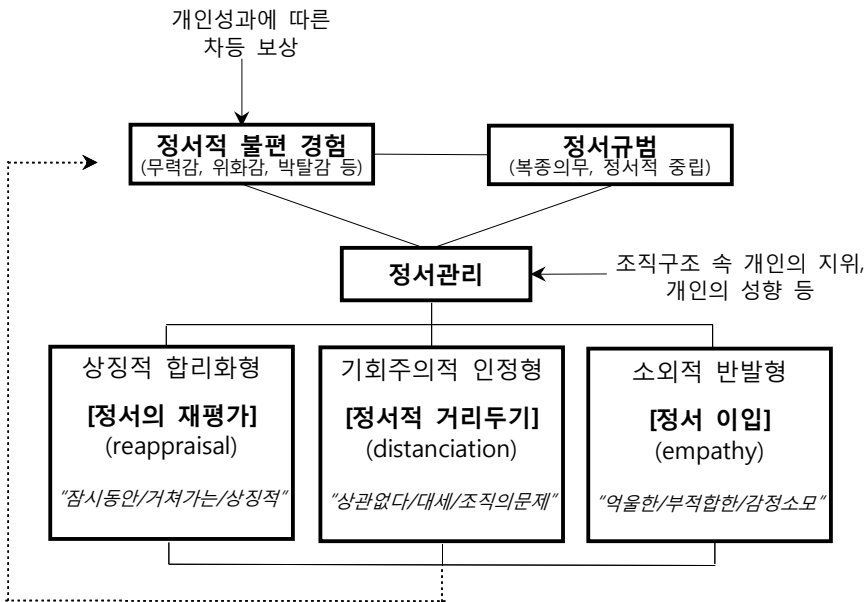 개인성과에 따른
차등 보상
정서적 불편 경험
(무력감, 위화감, 박탈감 등)
정서규범
(복종의무, 정서적 중립)
정서관리
조직구조 속 개인의 지위,
개인의 성향 등
상징적 합리화형
[정서의 재평가]
(reappraisal)
"잠시동안/거쳐가는/상징적"
기회주의적 인정형
[정서적 거리두기]
(distanciation)
"상관없다/대세/조직의문제"
소외적 반발형
[정서 이입]
(empathy)
"억울한/부적합한/감정소모"